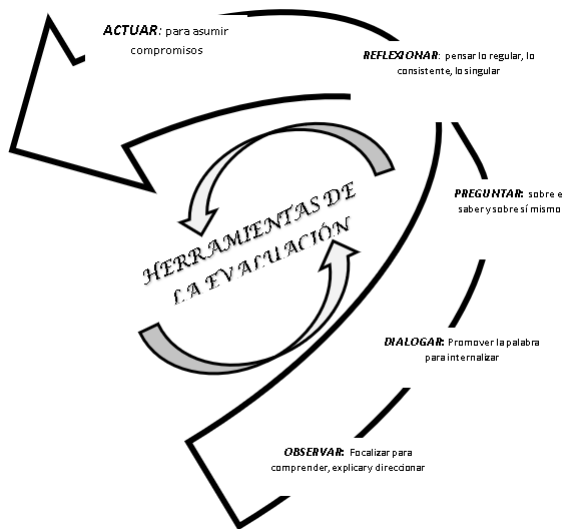 ACTUAR: para asumir
compromisos
REFLEXIONAR: pensar lo regular, lo
consistente, lo singular
PREGUNTAR: sobre e
saber y sobre sí mismo
HERRAMIENTAS DE
LA EVALUACIÓN
DIALOGAR: Promover la palabra
para internalizar
OBSERVAR: Focalizar para
comprender, explicar y direccionar